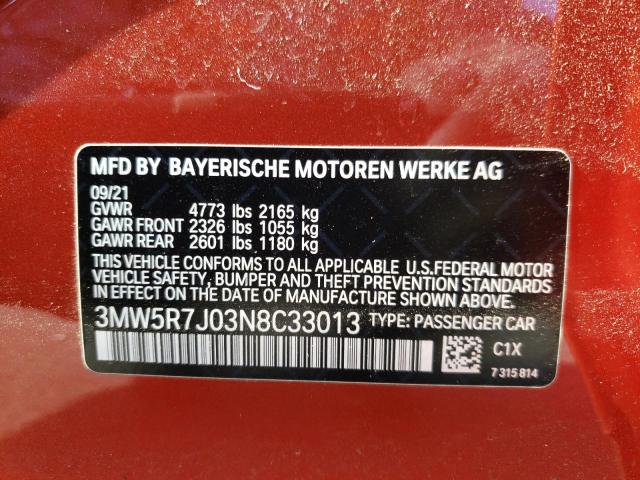 MFD BY BAYERISCHE MOTOREN WERKE AG
09/21
GVWR 4773 lbs 2165 kg
GAWR FRONT 2326 lbs 1055 kg
GAWR REAR 2601 lbs 1180 kg
THIS VEHICLE CONFORMS TO ALL APPLICABLE U.S.FEDERAL MOTOR
VEHICLE SAFETY, BUMPER AND THEFT PREVENTION STANDARDS
IN EFFECT ON THE DATE OF MANUFACTURE SHOWN ABOVE.
3MW5R7J03N8C33013 TYPE: PASSENGER CAR
C1X
7 315 814